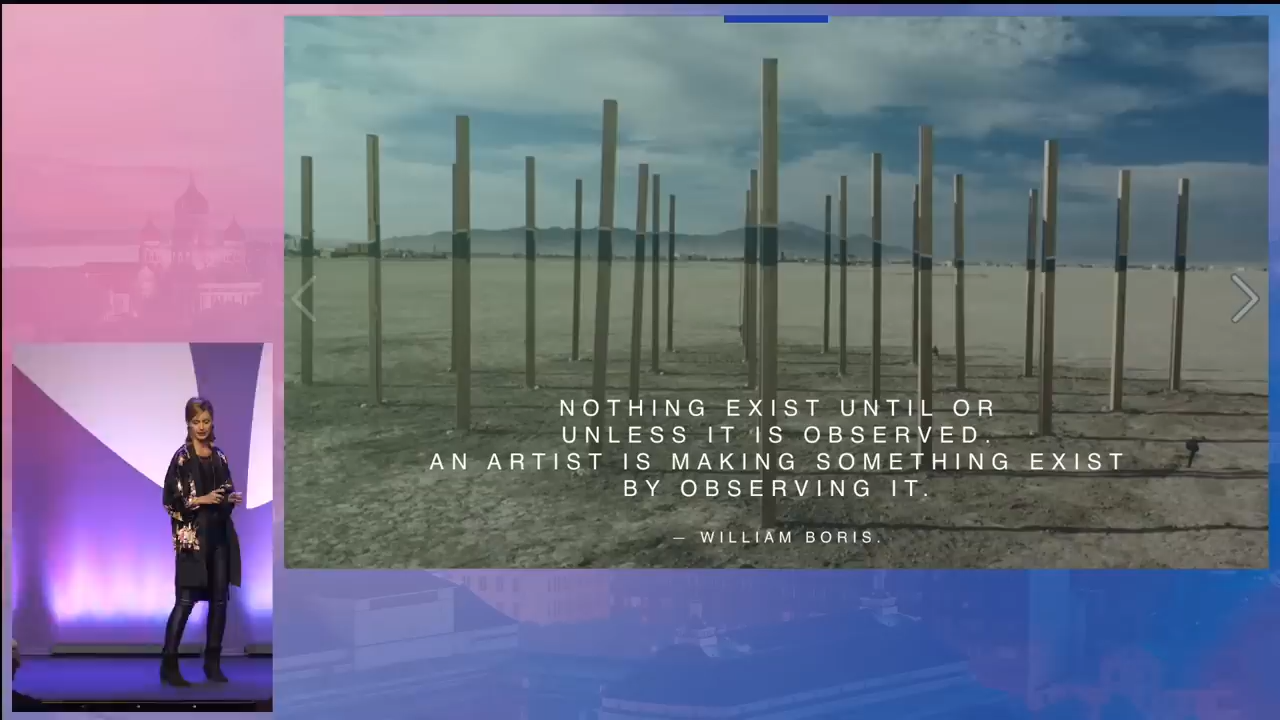 NOTHING EXIST UNTIL OR
UNLESS IT IS OBSERVED.
AN ARTIST IS MAKING SOMETHING EXIST
BY OBSERVING IT.
— WILLIAM BORIS.